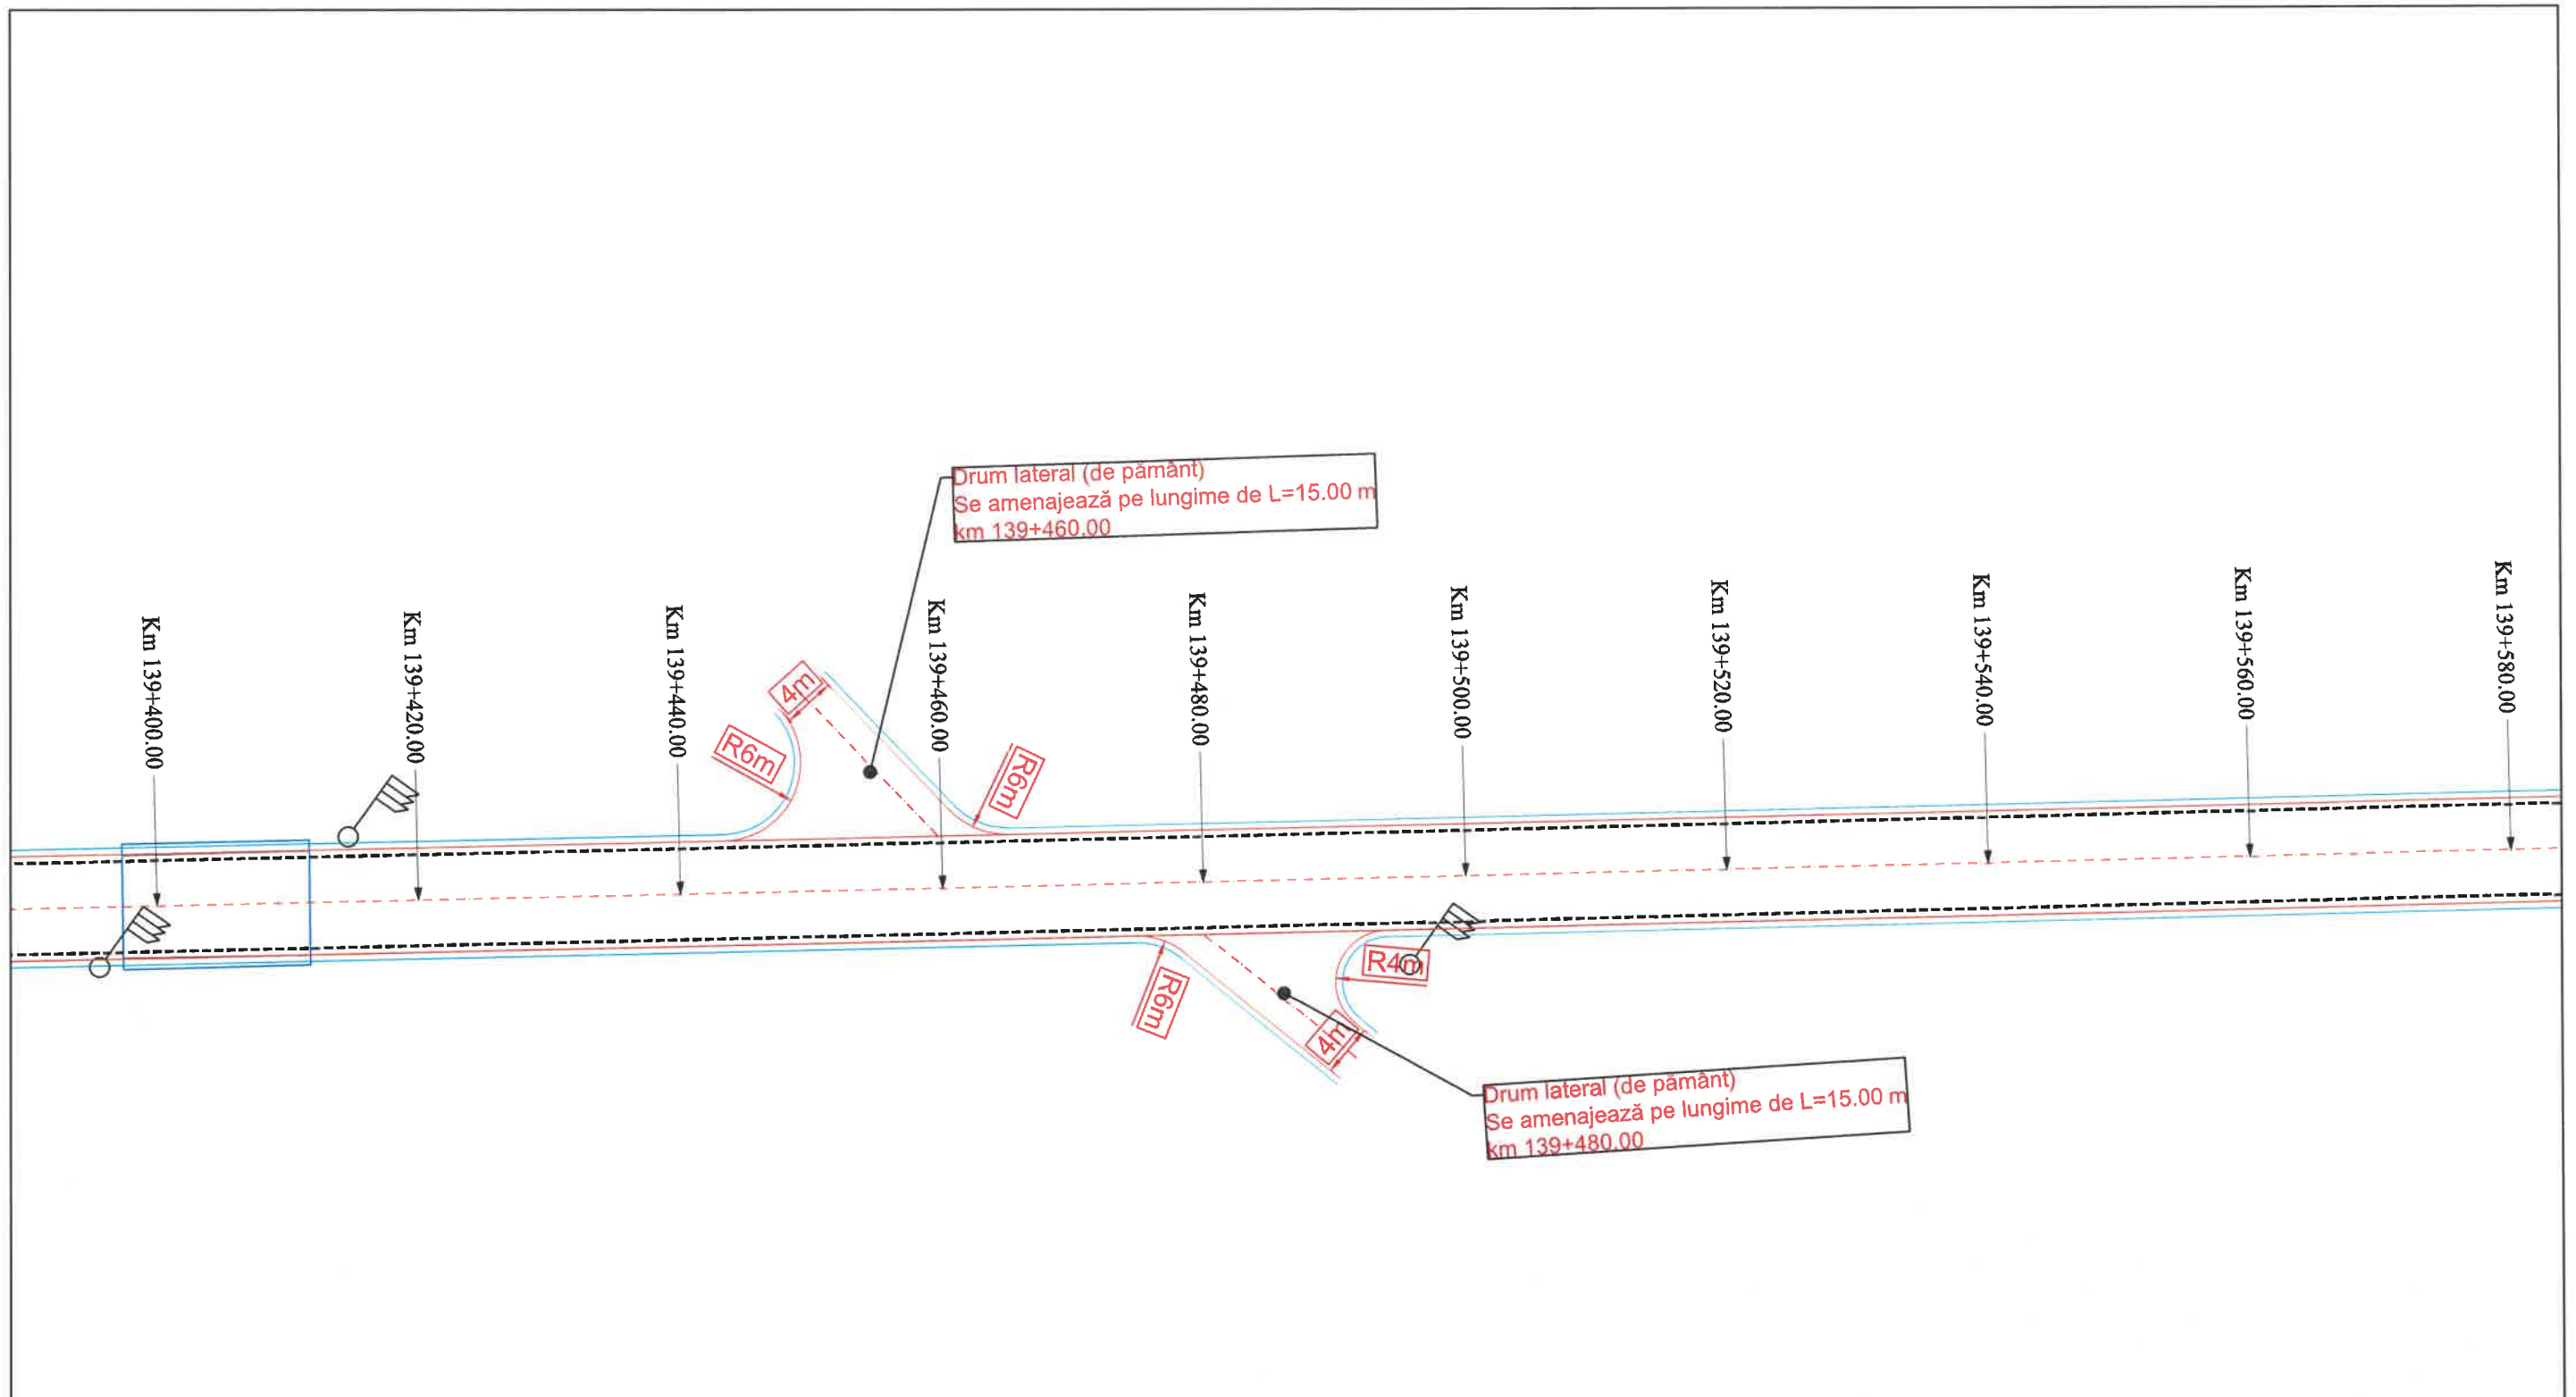 Drum lateral (de pământ)
Se amenajează pe lungime de L=15.00 m
km 139+460.00
Km 139+400.00
Km 139+420.00
Km 139+440.00
Km 139+460.00
Km 139+480.00
Km 139+500.00
Km 139+520.00
Km 139+540.00
Km 139+560.00
Km 139+580.00
4m
R6m
R6m
R6m
R4m
4m
Drum lateral (de pământ)
Se amenajează pe lungime de L=15.00 m
km 139+480.00